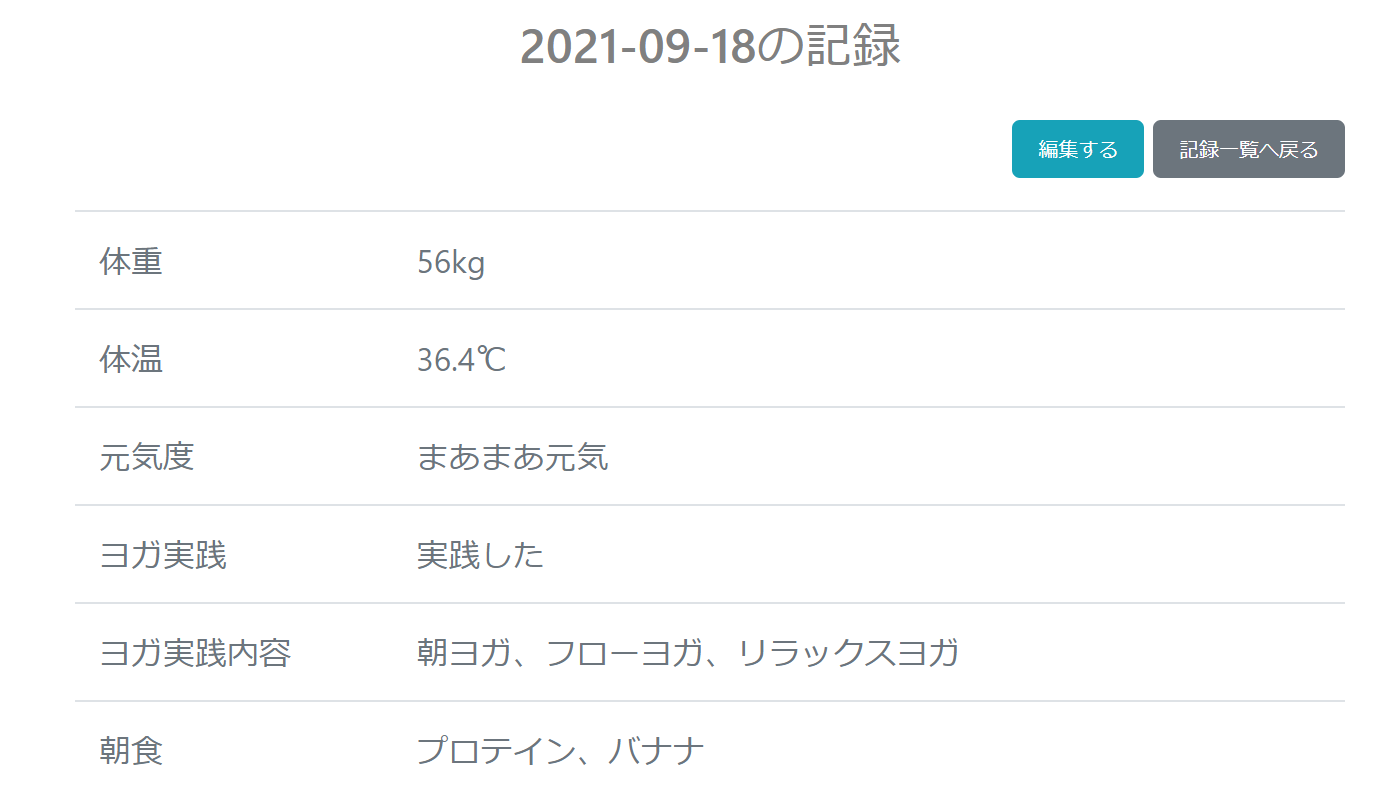 2021-09-18の記録
編集する 記録一覧へ戻る
体重 56kg
体温 36.4℃
元気度 まあまあ元気
ヨガ実践 実践した
ヨガ実践内容 朝ヨガ、フローヨガ、リラックスヨガ
朝食 プロテイン、バナナ